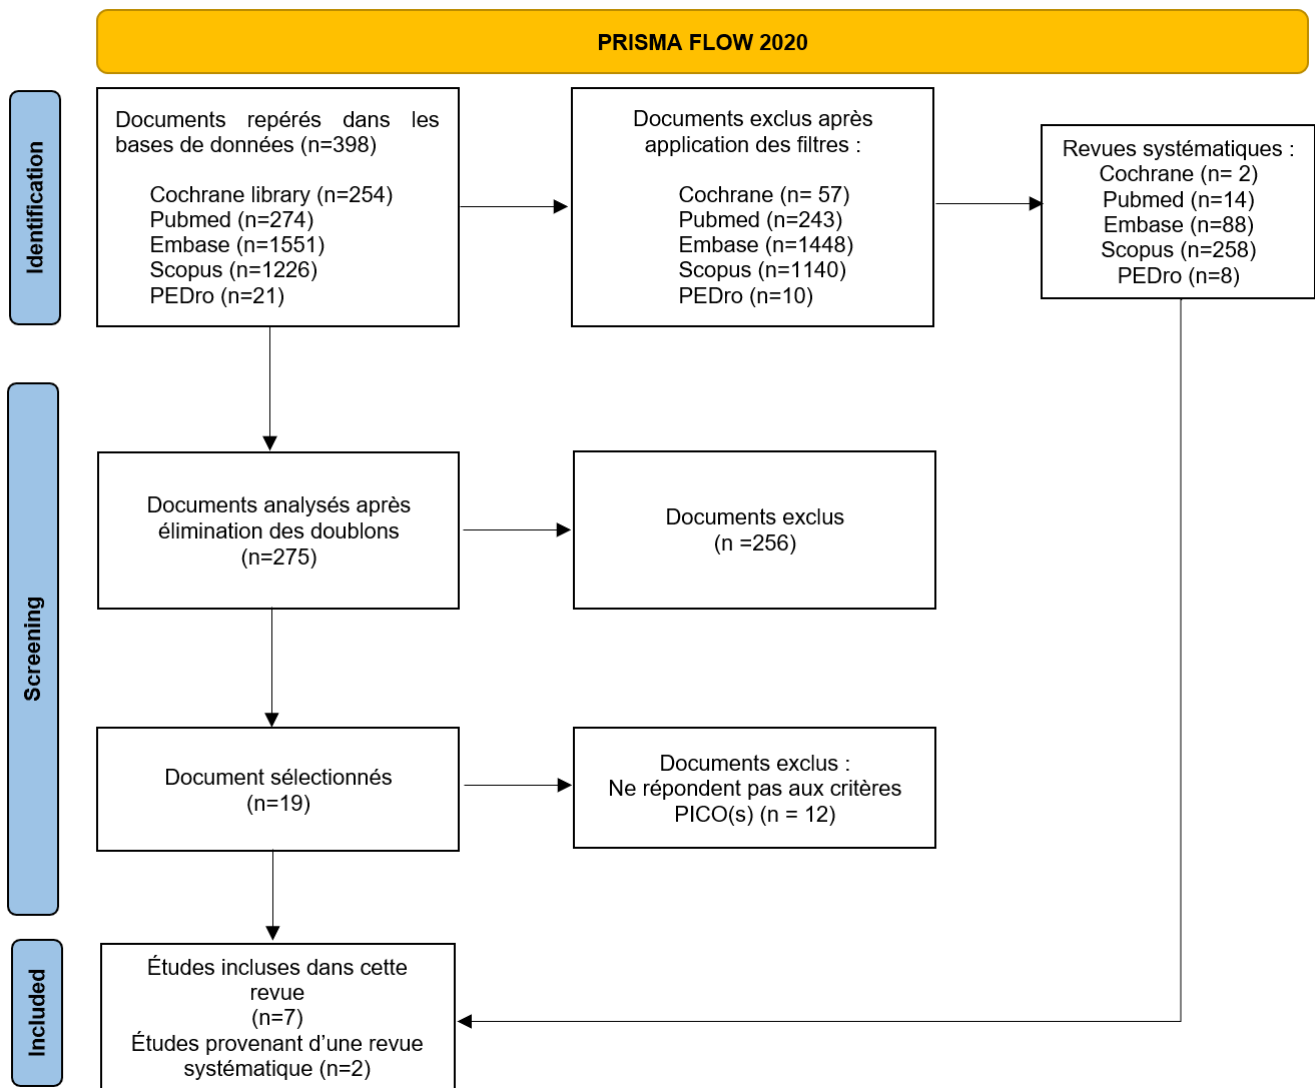 PRISMA FLOW 2020
Identification
Documents repérés dans les
bases de données (n=398)
Cochrane library (n=254)
Pubmed (n=274)
Embase (n=1551)
Scopus (n=1226)
PEDro (n=21)
Documents exclus après
application des filtres :
Cochrane (n= 57)
Pubmed (n=243)
Embase (n=1448)
Scopus (n=1140)
PEDro (n=10)
Revues systématiques :
Cochrane (n= 2)
Pubmed (n=14)
Embase (n=88)
Scopus (n=258)
PEDro (n=8)
Screening
Documents analysés après
élimination des doublons
(n=275)
Documents exclus
(n =256)
Document sélectionnés
(n=19)
Documents exclus :
Ne répondent pas aux critères
PICO(s) (n = 12)
Included
Études incluses dans cette
revue
(n=7)
Études provenant d’une revue
systématique (n=2)